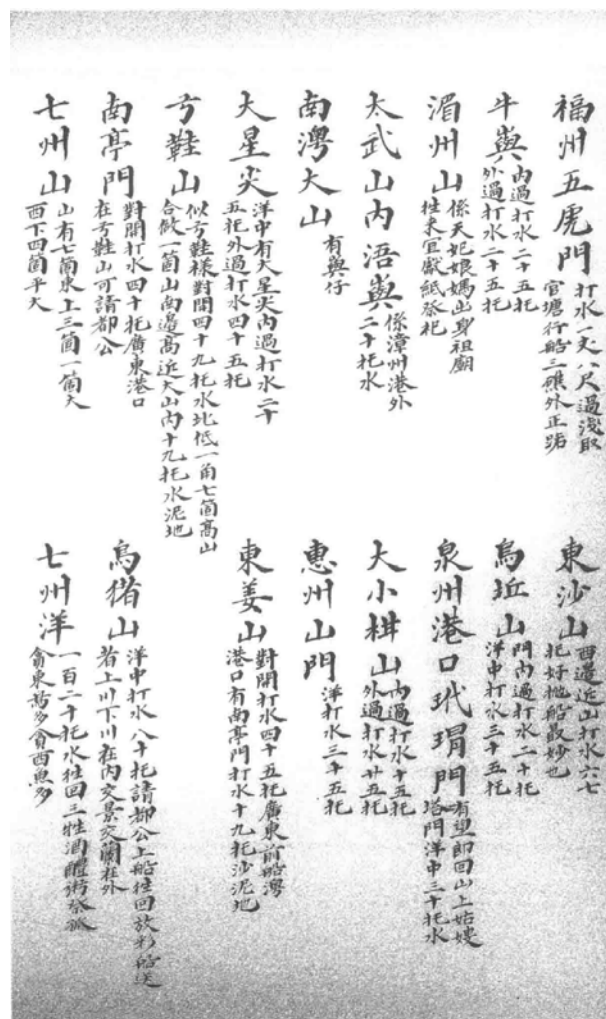 福州五虎門
打水一丈八尺過淺取
官塘行船三礁外正路
東沙山
西邊近山打水六七
托好抛船最妙也
牛嶼
內過打水二十五托
外過打水二十五托
烏坵山
門內過打水二十托
洋中打水三十五托
湄州山
係天妃娘媽出身祖廟
往來宜獻紙祭祀
泉州港口玳瑁門
有望郎回山上姑嫂
塔門洋中三十托水
太武山內浯嶼
係漳州港外
二十托水
大小柑山
內過打水十五托
外過打水廿五托
南灣大山
有嶼仔
惠州山門
洋打水三十五托
大星尖
洋中有大星尖內過打水二十
五托外過打水四十五托
東姜山
對開打水四十五托廣東前船灣
港口有南亭門打水十九托沙泥地
弓鞋山
似弓鞋樣對開四十九托水北低一角七箇高山
合做一箇山南邊高近大山內十九托水泥地
南亭門
對開打水四十托廣東港口
在弓鞋山可請都公
烏猪山
洋中打水八十托請都公上船往回放彩船送
者上川下川在內交景交蘭在外
七州山
山有七箇東上三箇一箇大
西下四箇平大
七州洋
一百二十托水往回三牲酒醴粥祭孤
貪東鳥多貪西魚多